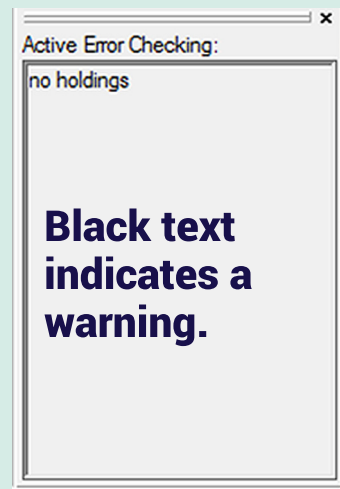 Active Error Checking:
no holdings
Black text
indicates a
warning.